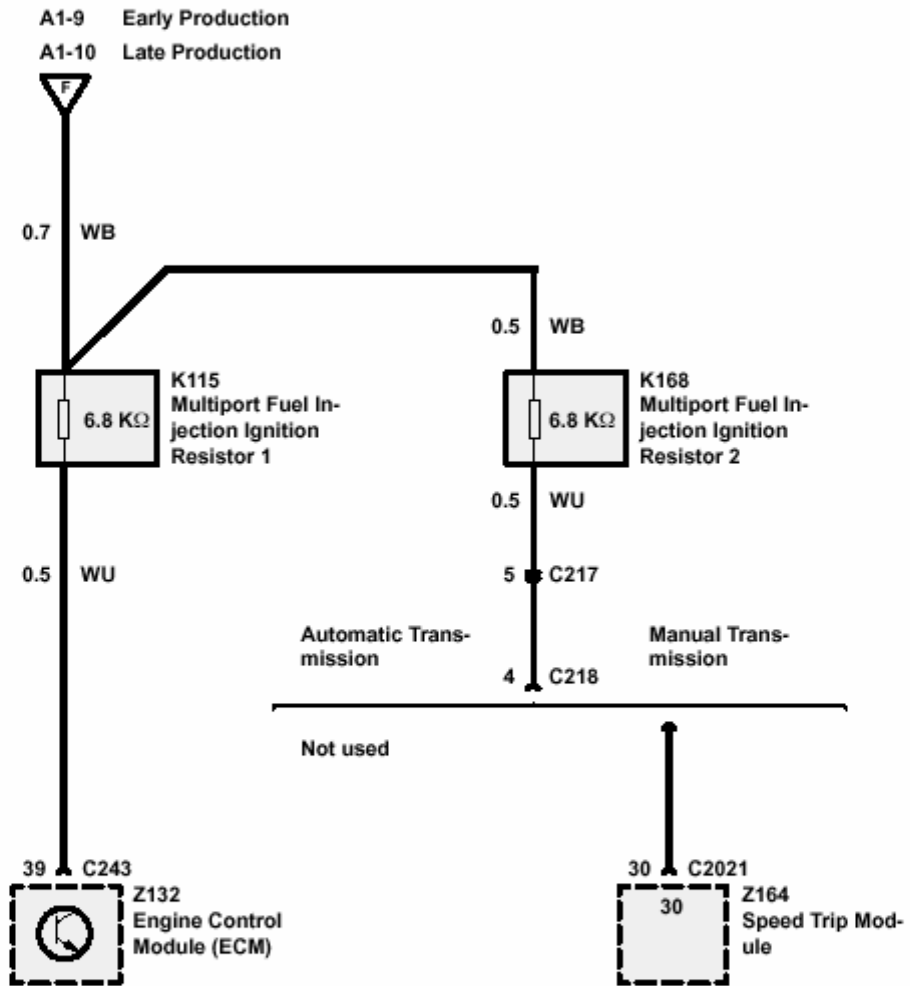 A1-9 Early Production
A1-10 Late Production
F
0.7 WB
0.5 WB
K115
Multiport Fuel In-
jection Ignition
Resistor 1
6.8 KΩ
K168
Multiport Fuel In-
jection Ignition
Resistor 2
6.8 KΩ
0.5 WU
0.5 WU
5 C217
Automatic Trans-
mission
Manual Trans-
mission
4 C218
Not used
39 C243
Z132
Engine Control
Module (ECM)
30 C2021
30
Z164
Speed Trip Mod-
ule